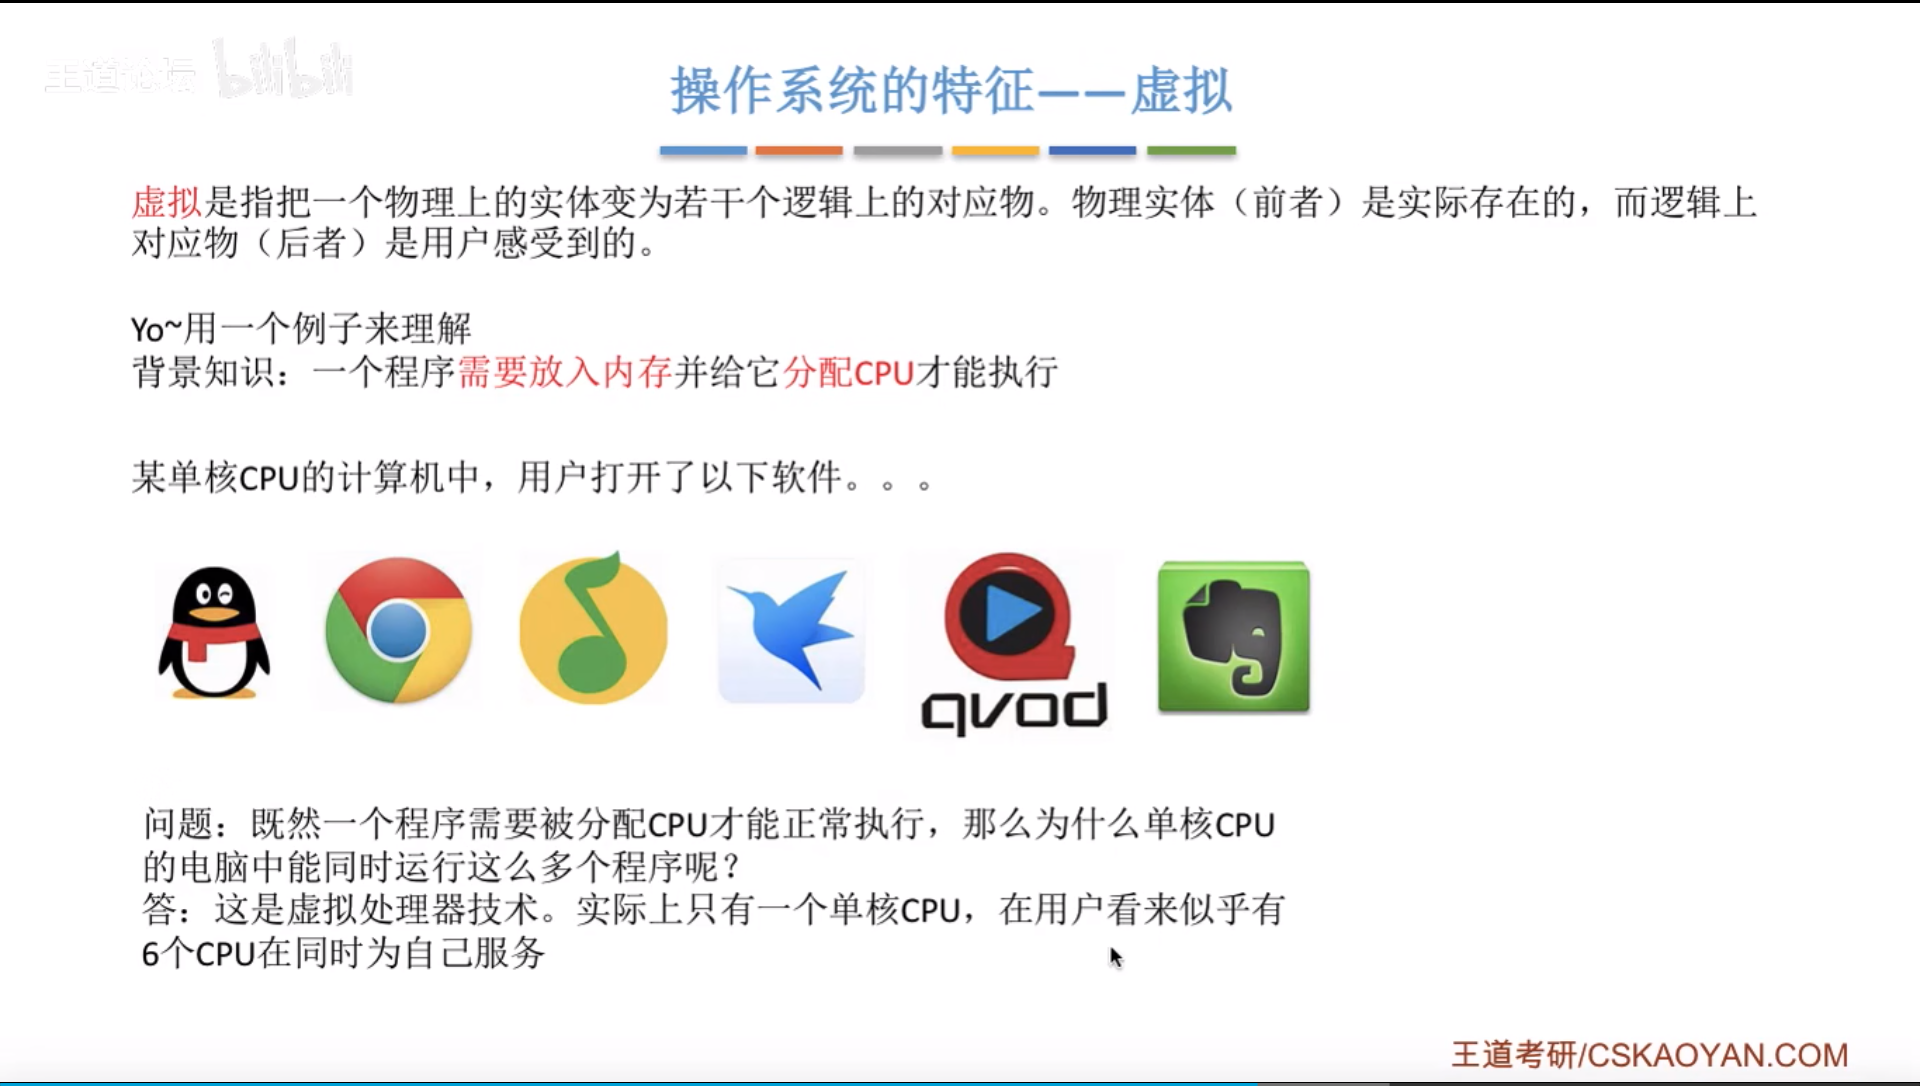 王道论坛 bilibili
操作系统的特征——虚拟
虚拟是指把一个物理上的实体变为若干个逻辑上的对应物。物理实体（前者）是实际存在的，而逻辑上
对应物（后者）是用户感受到的。
Yo~用一个例子来理解
背景知识：一个程序需要放入内存并给它分配CPU才能执行
某单核CPU的计算机中，用户打开了以下软件。。。
qvod
问题：既然一个程序需要被分配CPU才能正常执行，那么为什么单核CPU
的电脑中能同时运行这么多个程序呢？
答：这是虚拟处理器技术。实际上只有一个单核CPU，在用户看来似乎有
6个CPU在同时为自己服务
王道考研/CSKAOYAN.COM